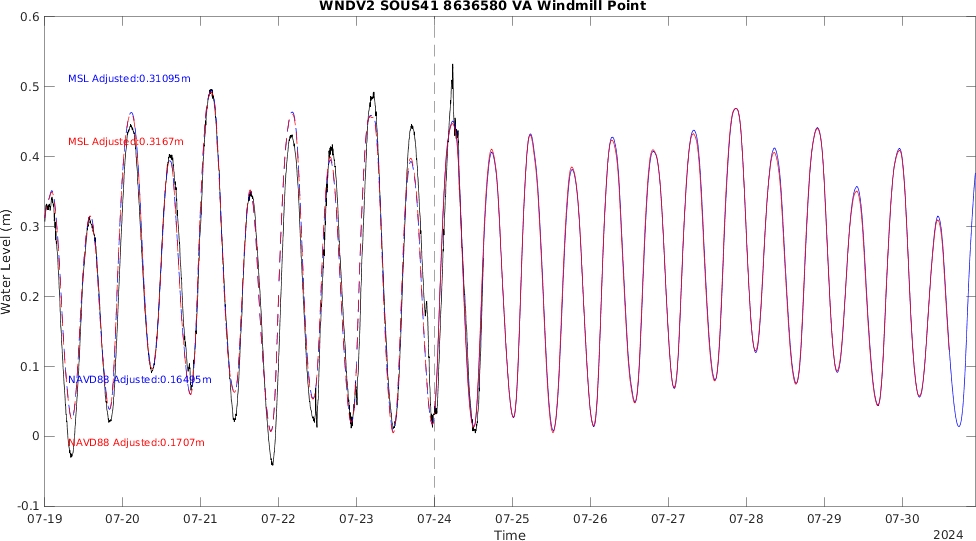 WNDV2 SOUS41 8636580 VA Windmill Point
0.6
0.5
0.4
0.3
0.2
0.1
0
-0.1
Water Level (m)
MSL Adjusted:0.31095m
MSL Adjusted:0.3167m
NAVD88 Adjusted:0.16495m
NAVD88 Adjusted:0.1707m
07-19 07-20 07-21 07-22 07-23 07-24 07-25 07-26 07-27 07-28 07-29 07-30
Time
2024